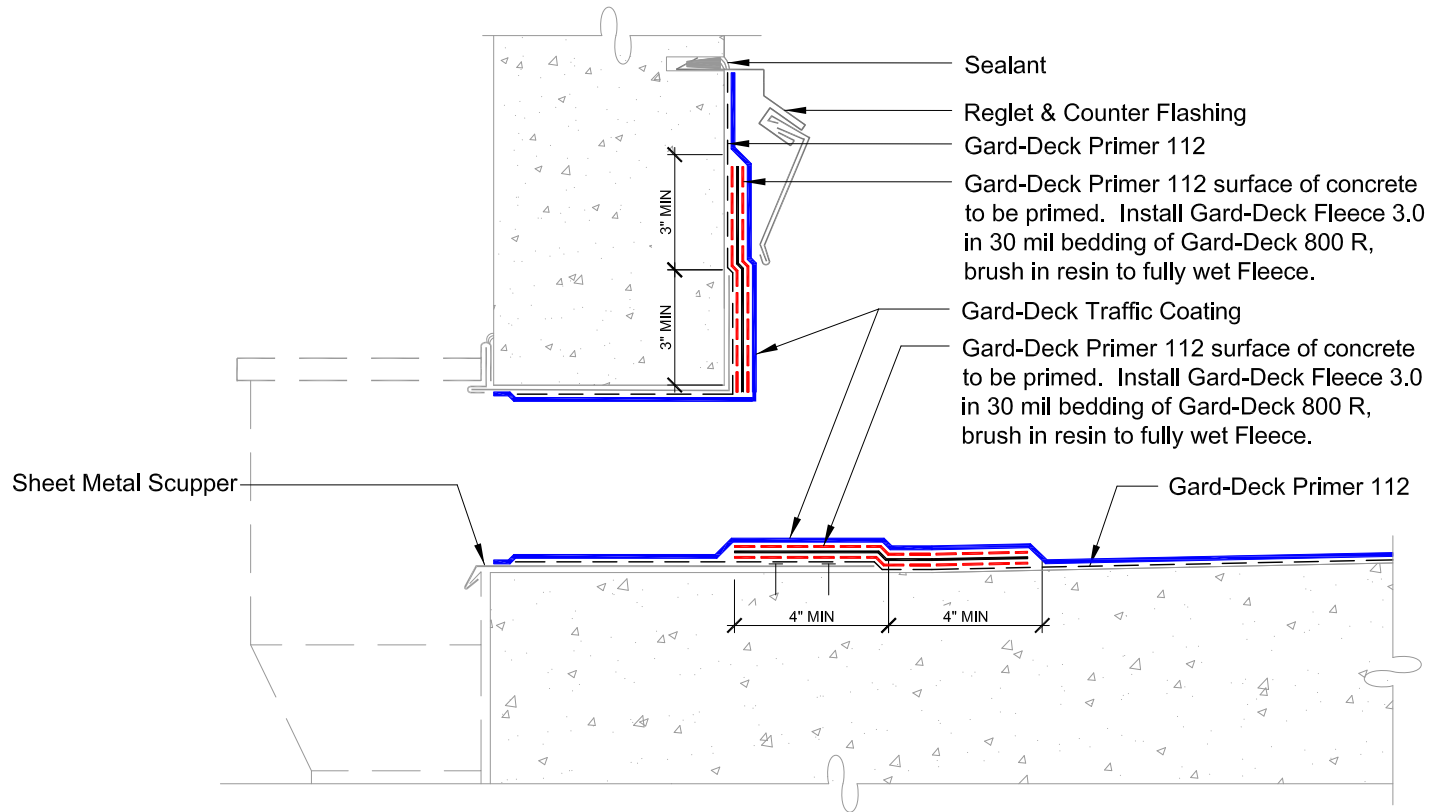 Sealant
Reglet & Counter Flashing
Gard-Deck Primer 112
Gard-Deck Primer 112 surface of concrete
to be primed. Install Gard-Deck Fleece 3.0
in 30 mil bedding of Gard-Deck 800 R,
brush in resin to fully wet Fleece.
3" MIN
3" MIN
Gard-Deck Traffic Coating
Gard-Deck Primer 112 surface of concrete
to be primed. Install Gard-Deck Fleece 3.0
in 30 mil bedding of Gard-Deck 800 R,
brush in resin to fully wet Fleece.
Sheet Metal Scupper
Gard-Deck Primer 112
4" MIN
4" MIN